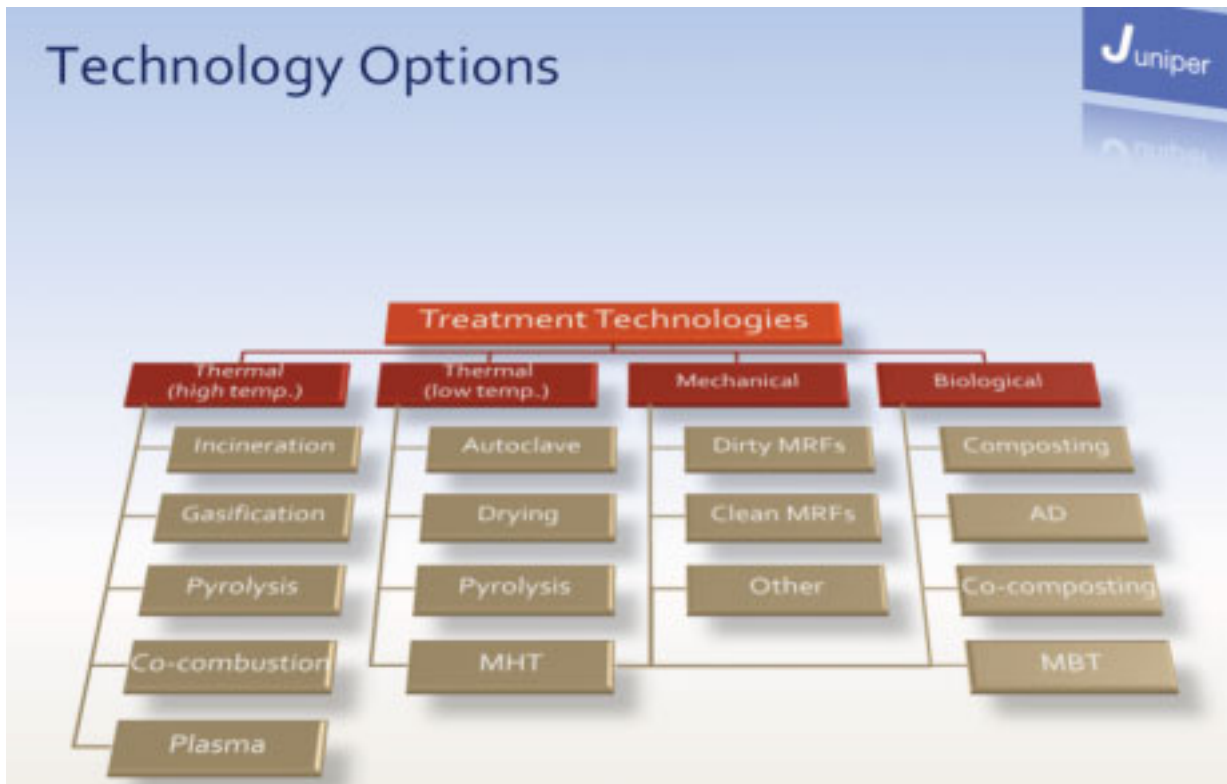 Technology Options
Juniper
Treatment Technologies
Thermal
(high temp.)
Incineration
Gasification
Pyrolysis
Co-combustion
Plasma
Thermal
(low temp.)
Autoclave
Drying
Pyrolysis
MHT
Mechanical
Dirty MRFs
Clean MRFs
Other
Biological
Composting
AD
Co-composting
MBT